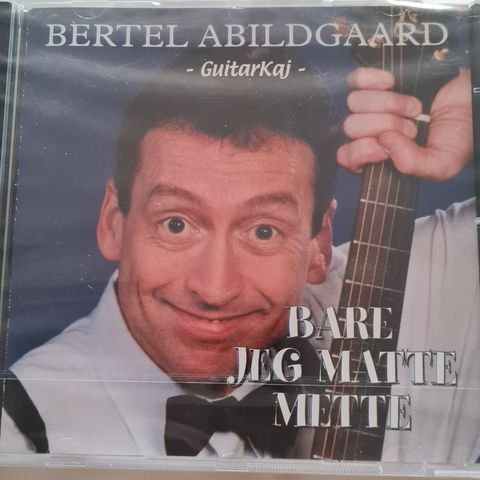 BERTEL ABILDGAARD
- GuitarKaj -
BARE
JEG MATTE
METTE